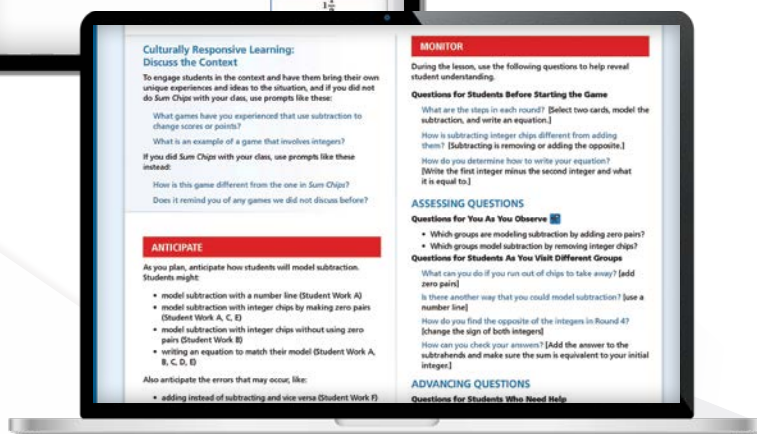 Culturally Responsive Learning:
Discuss the Context
To engage students in the context and have them bring their own
unique experiences and ideas to the situation, and if you did not
do Sum Chips with your class, use prompts like these:
What games have you experienced that use subtraction to
change scores or points?
What is an example of a game that involves integers?
If you did Sum Chips with your class, use prompts like these
instead:
How is this game different from the one in Sum Chips?
Does it remind you of any games we did not discuss before?
ANTICIPATE
As you plan, anticipate how students will model subtraction.
Students might:
• model subtraction with a number line (Student Work A)
• model subtraction with integer chips by making zero pairs
(Student Work A, C, E)
• model subtraction with integer chips without using zero
pairs (Student Work B)
• writing an equation to match their model (Student Work A,
B, C, D, E)
Also anticipate the errors that may occur, like:
• adding instead of subtracting and vice versa (Student Work F)
MONITOR
During the lesson, use the following questions to help reveal
student understanding.
Questions for Students Before Starting the Game
What are the steps in each round? [Select two cards, model the
subtraction, and write an equation.]
How is subtracting integer chips different from adding
them? [Subtracting is removing or adding the opposite.]
How do you determine how to write your equation?
[Write the first integer minus the second integer and what
it is equal to.]
ASSESSING QUESTIONS
Questions for You As You Observe
• Which groups are modeling subtraction by adding zero pairs?
• Which groups model subtraction by removing integer chips?
Questions for Students As You Visit Different Groups
What can you do if you run out of chips to take away? [add
zero pairs]
Is there another way that you could model subtraction? [use a
number line]
How do you find the opposite of the integers in Round 4?
[change the sign of both integers]
How can you check your answers? [Add the answer to the
subtrahends and make sure the sum is equivalent to your initial
integer.]
ADVANCING QUESTIONS
Questions for Students Who Need Help